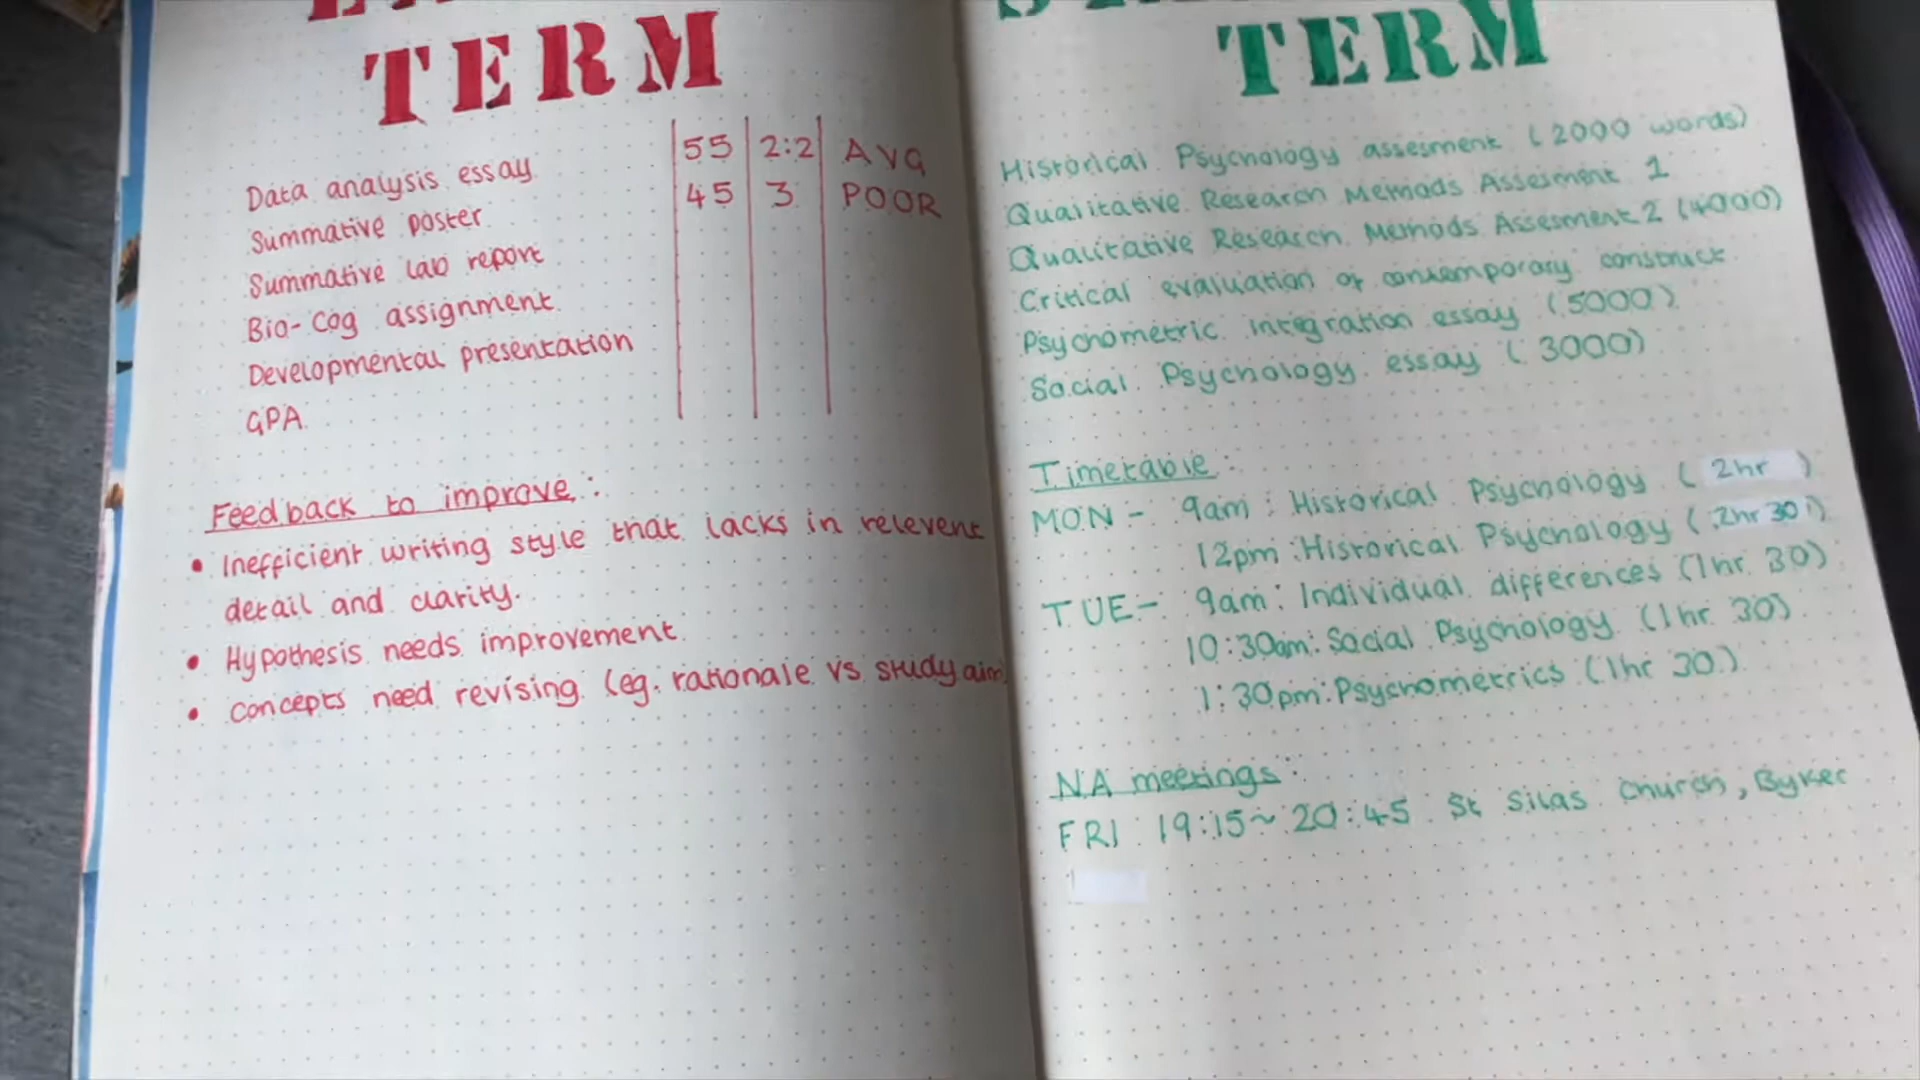 TERM
Data analysis essay 55 2:2 AVG
Summative poster 45 3 POOR
Summative lab report
Bio-Cog assignment
Developmental presentation
GPA
Feedback to improve:
• Inefficient writing style that lacks in relevent
detail and clarity.
• Hypothesis needs improvement
• Concepts need revising (eg. rationale vs study aim)
TERM
Historical Psychology assesment (2000 words)
Qualitative Research Methods Assesment 1
Qualitative Research Methods Assesment 2 (4000)
Critical evaluation of contemporary construct
Psychometric integration essay (5000)
Social Psychology essay (3000)
Timetable:
MON - 9am: Historical Psychology (2hr)
12pm: Historical Psychology (2hr 30)
TUE - 9am: Individual differences (1hr 30)
10:30am: Social Psychology (1hr 30)
1:30pm: Psychometrics (1hr 30)
NA meetings:
FRI 19:15~20:45 St Silas Church, Byker